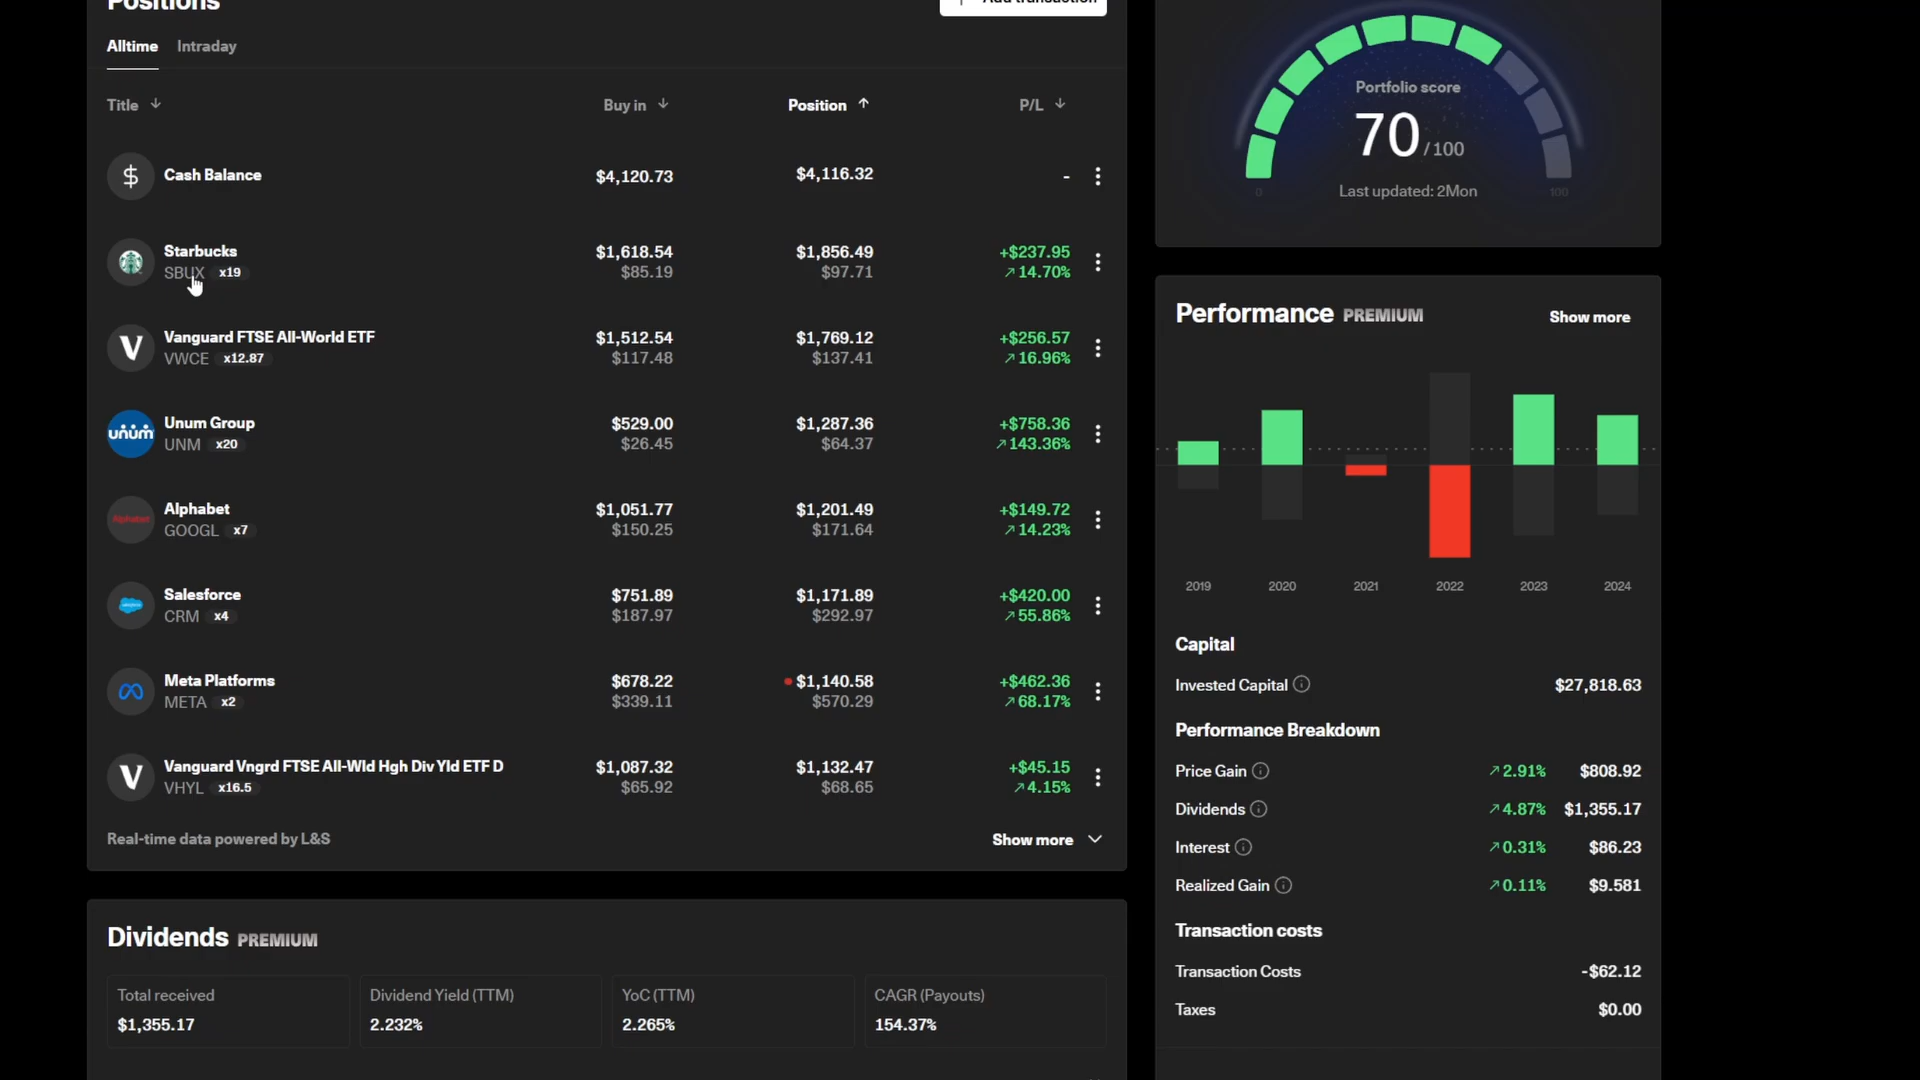 Positions
Add transaction
Alltime Intraday
Title Buy in Position P/L
$ Cash Balance $4,120.73 $4,116.32 -
Starbucks $1,618.54 $1,856.49 +$237.95
SBUX x19 $85.19 $97.71 14.70%
Vanguard FTSE All-World ETF $1,512.54 $1,769.12 +$256.57
VWCE x12.87 $117.48 $137.41 16.96%
unum Unum Group $529.00 $1,287.36 +$758.36
UNM x20 $26.45 $64.37 143.36%
Alphabet Alphabet $1,051.77 $1,201.49 +$149.72
GOOGL x7 $150.25 $171.64 14.23%
Salesforce $751.89 $1,171.89 +$420.00
CRM x4 $187.97 $292.97 55.86%
Meta Platforms $678.22 $1,140.58 +$462.36
META x2 $339.11 $570.29 68.17%
V Vanguard Vngrd FTSE All-Wld Hgh Div Yld ETF D $1,087.32 $1,132.47 +$45.15
VHYL x16.5 $65.92 $68.65 4.15%
Real-time data powered by L&S Show more
Dividends PREMIUM
Total received Dividend Yield (TTM) YoC (TTM) CAGR (Payouts)
$1,355.17 2.232% 2.265% 154.37%
Portfolio score
70 /100
0 100
Last updated: 2Mon
Performance PREMIUM Show more
2019 2020 2021 2022 2023 2024
Capital
Invested Capital $27,818.63
Performance Breakdown
Price Gain 2.91% $808.92
Dividends 4.87% $1,355.17
Interest 0.31% $86.23
Realized Gain 0.11% $9.581
Transaction costs
Transaction Costs -$62.12
Taxes $0.00